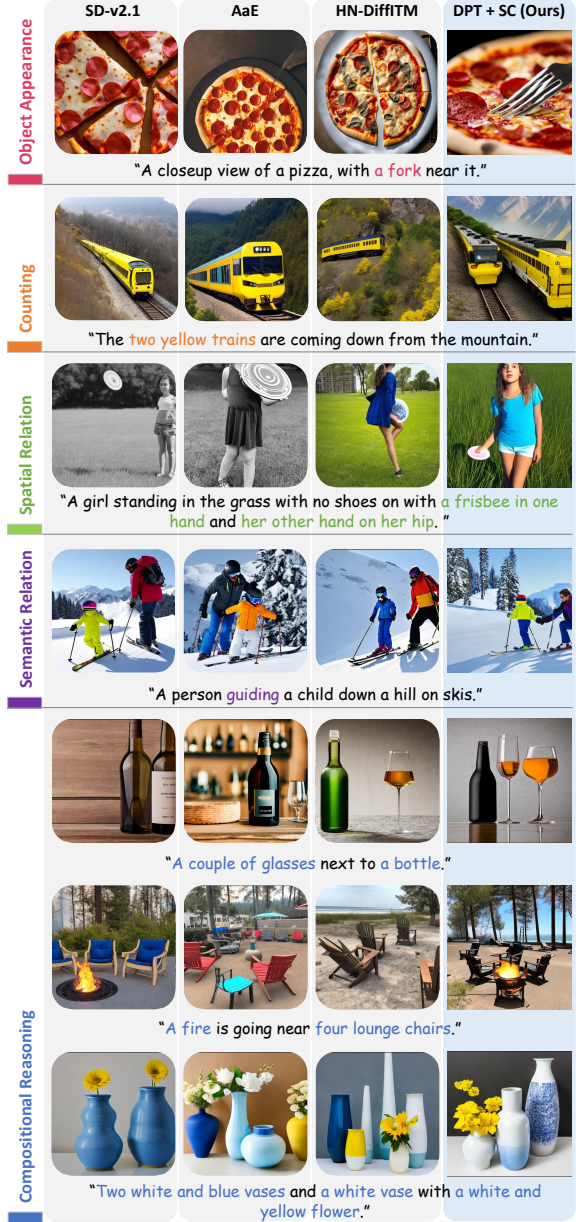 SD-v2.1 AaE HN-DiffITM DPT + SC (Ours)
Object Appearance
“A closeup view of a pizza, with a fork near it.”
Counting
“The two yellow trains are coming down from the mountain.”
Spatial Relation
“A girl standing in the grass with no shoes on with a frisbee in one
hand and her other hand on her hip. ”
Semantic Relation
“A person guiding a child down a hill on skis.”
“A couple of glasses next to a bottle.”
“A fire is going near four lounge chairs.”
Compositional Reasoning
“Two white and blue vases and a white vase with a white and
yellow flower.”